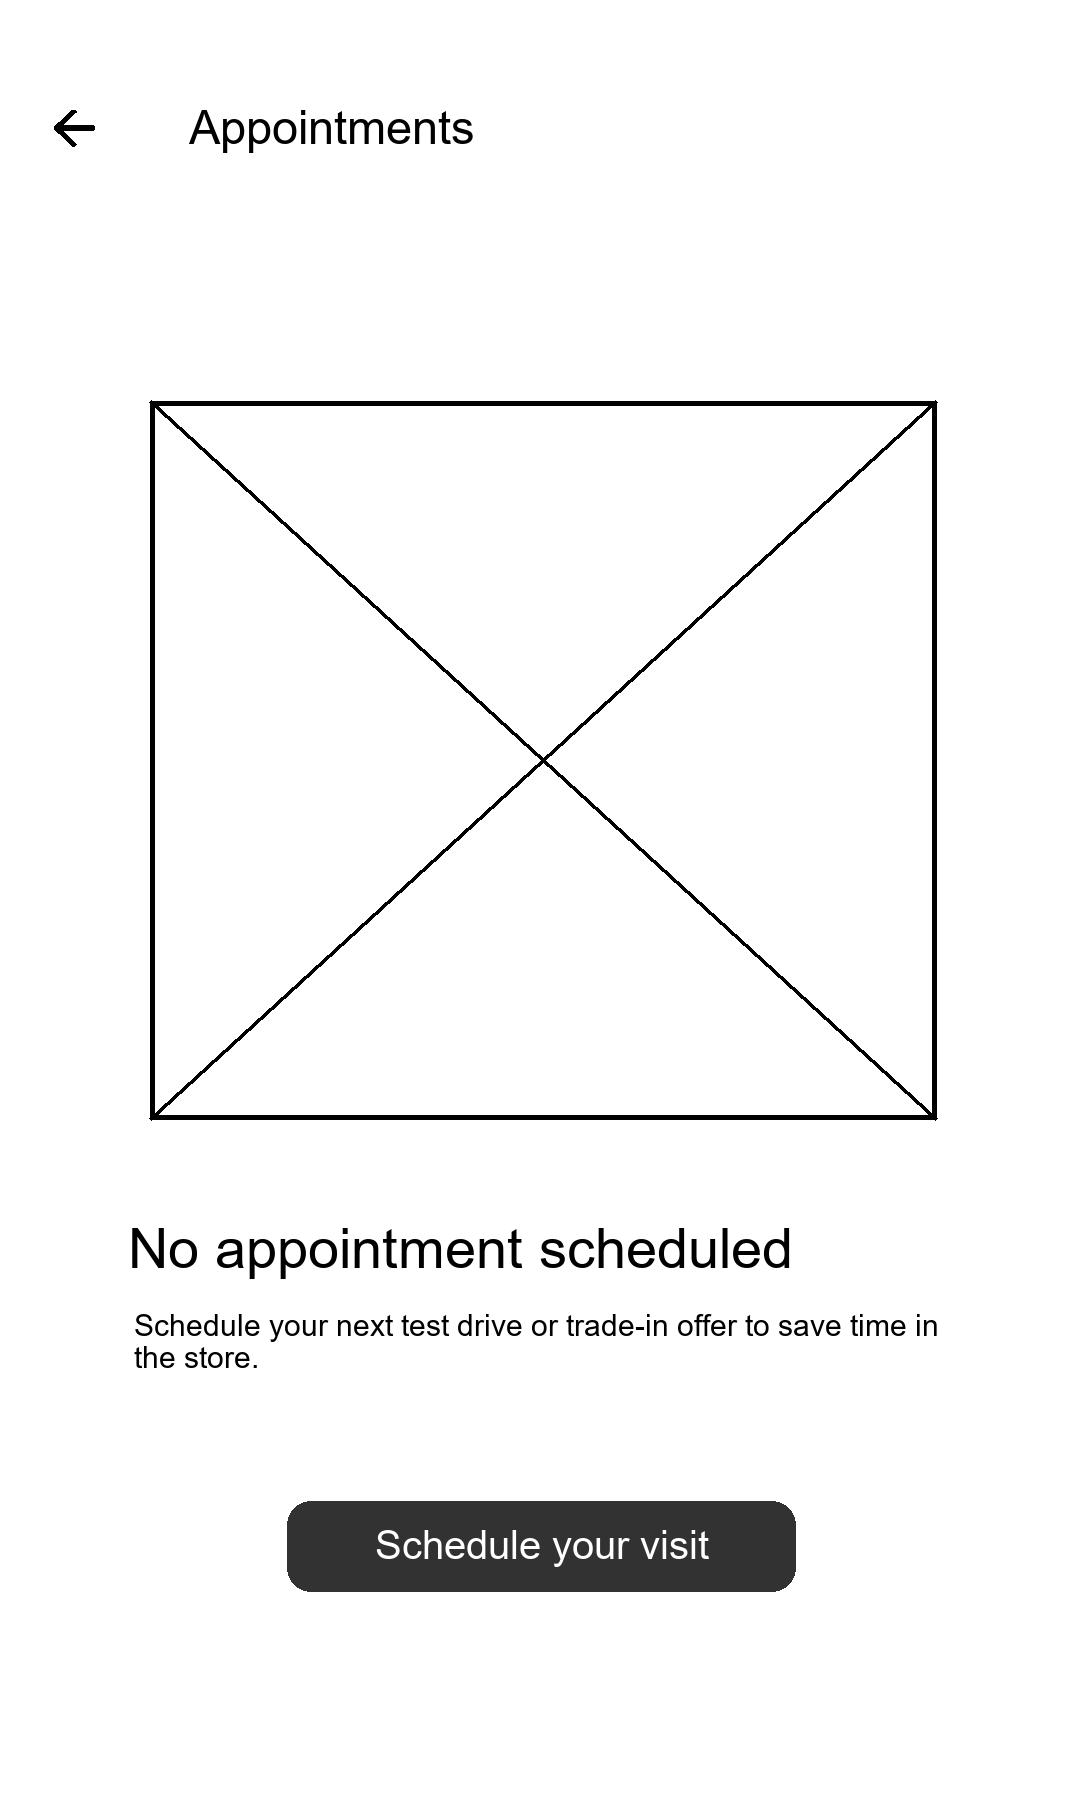 Appointments
No appointment scheduled
Schedule your next test drive or trade-in offer to save time in
the store.
Schedule your visit